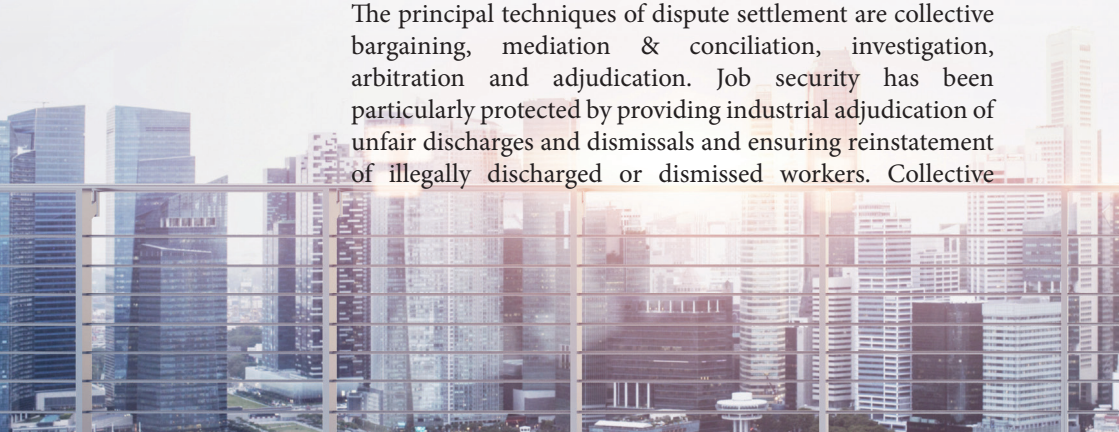 The principal techniques of dispute settlement are collective
bargaining, mediation & conciliation, investigation,
arbitration and adjudication. Job security has been
particularly protected by providing industrial adjudication of
unfair discharges and dismissals and ensuring reinstatement
of illegally discharged or dismissed workers. Collective